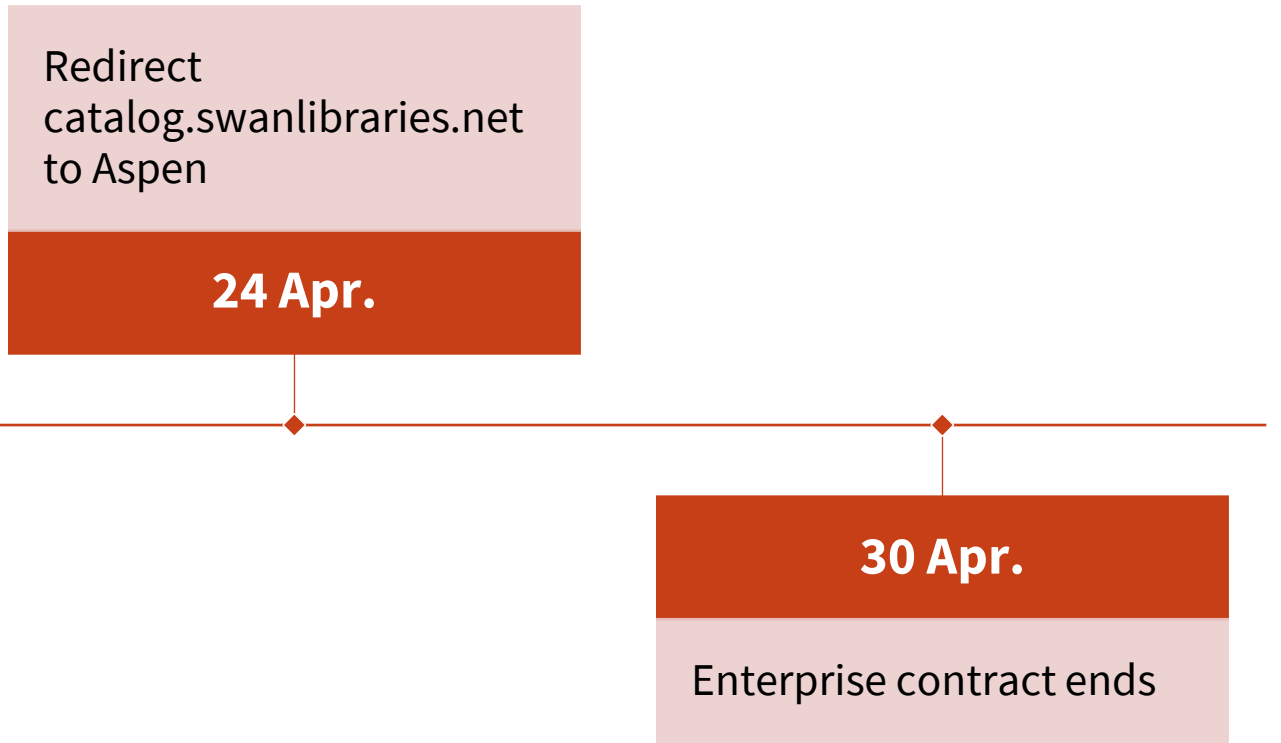 Redirect
catalog.swanlibraries.net
to Aspen
24 Apr.
30 Apr.
Enterprise contract ends